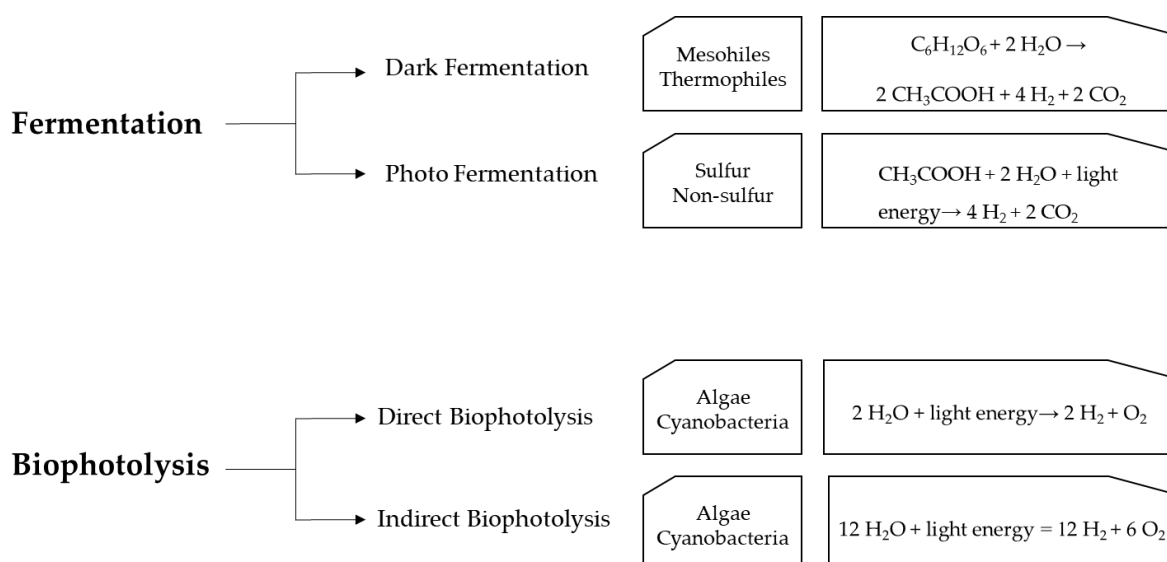 Fermentation
Dark Fermentation
Mesohiles
Thermophiles
C₆H₁₂O₆ + 2 H₂O →
2 CH₃COOH + 4 H₂ + 2 CO₂
Photo Fermentation
Sulfur
Non-sulfur
CH₃COOH + 2 H₂O + light
energy→ 4 H₂ + 2 CO₂
Biophotolysis
Direct Biophotolysis
Algae
Cyanobacteria
2 H₂O + light energy→ 2 H₂ + O₂
Indirect Biophotolysis
Algae
Cyanobacteria
12 H₂O + light energy = 12 H₂ + 6 O₂